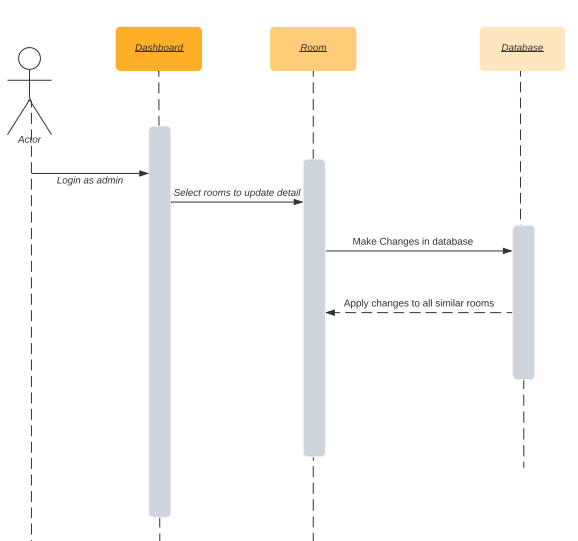 Dashboard
Room
Database
Actor
Login as admin
Select rooms to update detail
Make Changes in database
Apply changes to all similar rooms